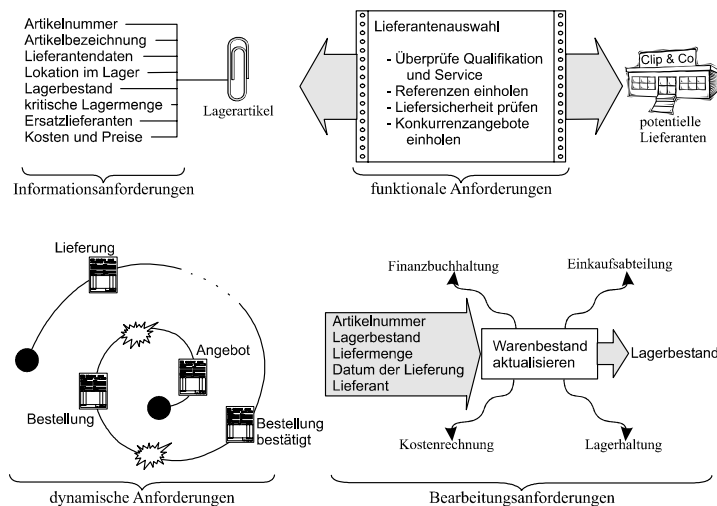 Artikelnummer
Artikelbezeichnung
Lieferantendaten
Lokation im Lager
Lagerbestand
kritische Lagermenge
Ersatzlieferanten
Kosten und Preise
Lagerartikel
Informationsanforderungen
Lieferantenauswahl
- Überprüfe Qualifikation
und Service
- Referenzen einholen
- Liefersicherheit prüfen
- Konkurrenzangebote
einholen
funktionale Anforderungen
Clip & Co
potentielle
Lieferanten
Lieferung
Angebot
Bestellung
Bestellung
bestätigt
dynamische Anforderungen
Finanzbuchhaltung
Einkaufsabteilung
Artikelnummer
Lagerbestand
Liefermenge
Datum der Lieferung
Lieferant
Warenbestand
aktualisieren
Lagerbestand
Kostenrechnung
Lagerhaltung
Bearbeitungsanforderungen